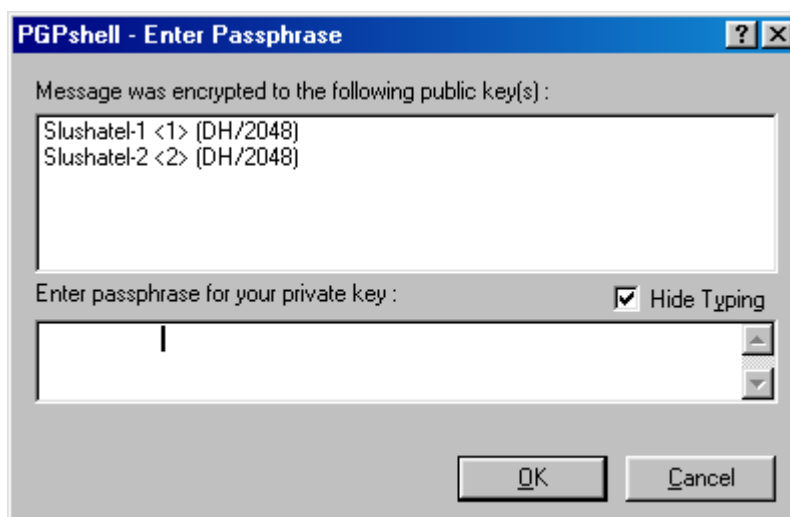 PGPshell - Enter Passphrase
Message was encrypted to the following public key(s) :
Slushatel-1 <1> (DH/2048)
Slushatel-2 <2> (DH/2048)
Enter passphrase for your private key :
Hide Typing
OK
Cancel